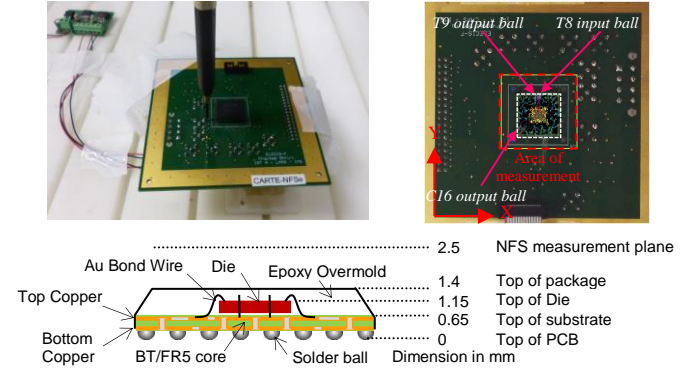 T9 output ball T8 input ball
CARTE-NFSe
Area of
measurement
C16 output ball
Y
X
2.5 NFS measurement plane
Au Bond Wire Die Epoxy Overmold
1.4 Top of package
Top Copper
1.15 Top of Die
0.65 Top of substrate
Bottom
Copper
0 Top of PCB
BT/FR5 core Solder ball Dimension in mm